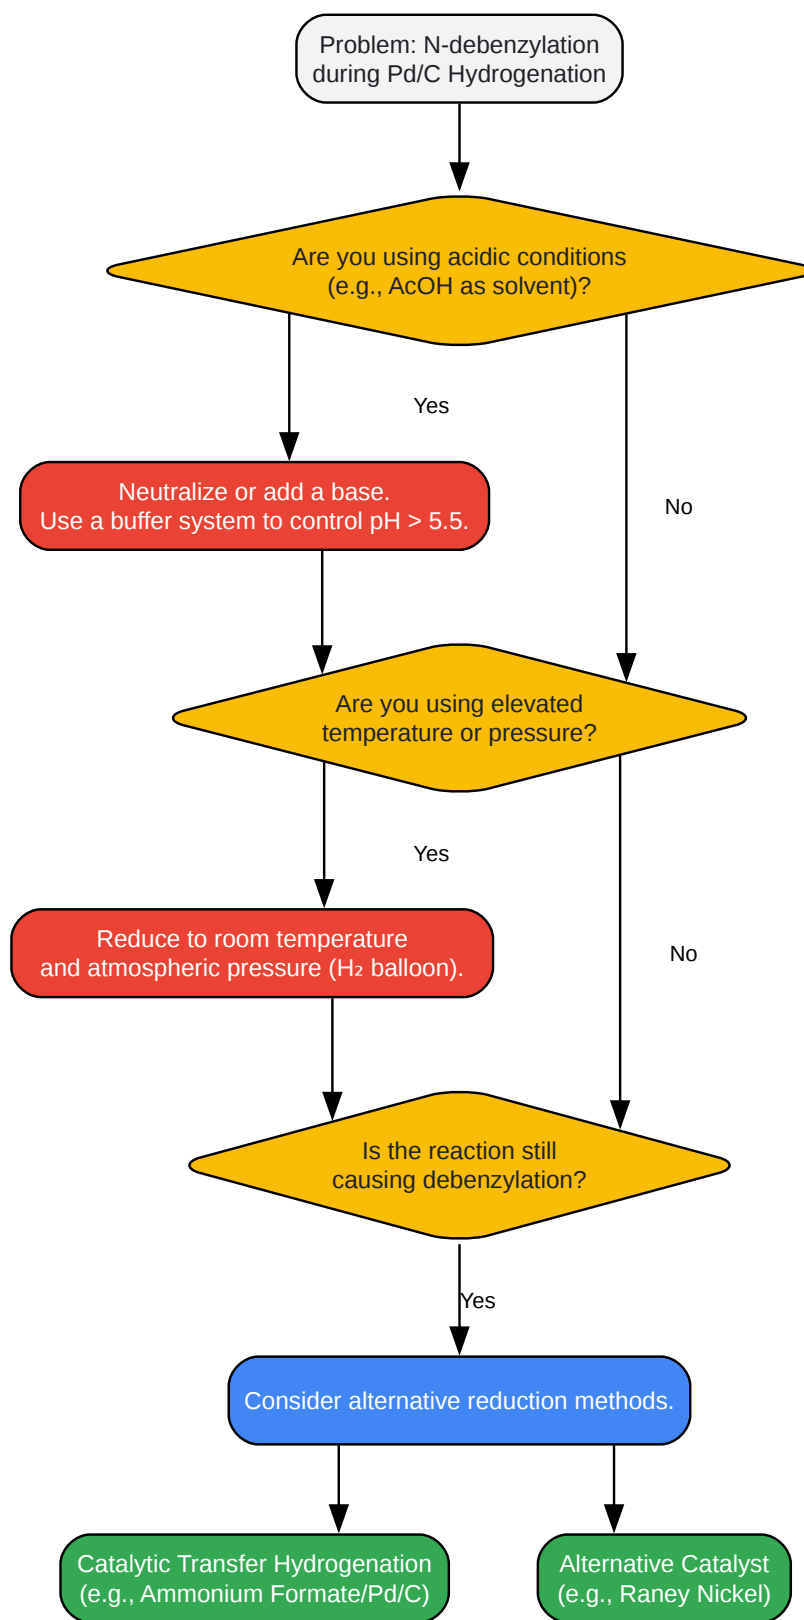 Problem: N-debenzylation
during Pd/C Hydrogenation
Are you using acidic conditions
(e.g., AcOH as solvent)?
Yes
Neutralize or add a base.
Use a buffer system to control pH > 5.5.
No
Are you using elevated
temperature or pressure?
Yes
Reduce to room temperature
and atmospheric pressure (H₂ balloon).
No
Is the reaction still
causing debenzylation?
Yes
Consider alternative reduction methods.
Catalytic Transfer Hydrogenation
(e.g., Ammonium Formate/Pd/C)
Alternative Catalyst
(e.g., Raney Nickel)